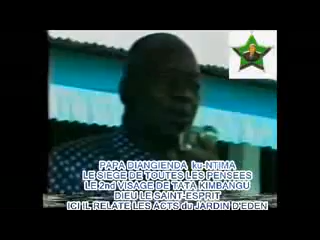 PAPA DIANGIENDA ku-NTIMA
LE SIEGE DE TOUTES LES PENSEES
LE 2nd VISAGE DE TATA KIMBANGU
DIEU LE SAINT-ESPRIT
ICI IL RELATE LES ACTS du JARDIN D'EDEN